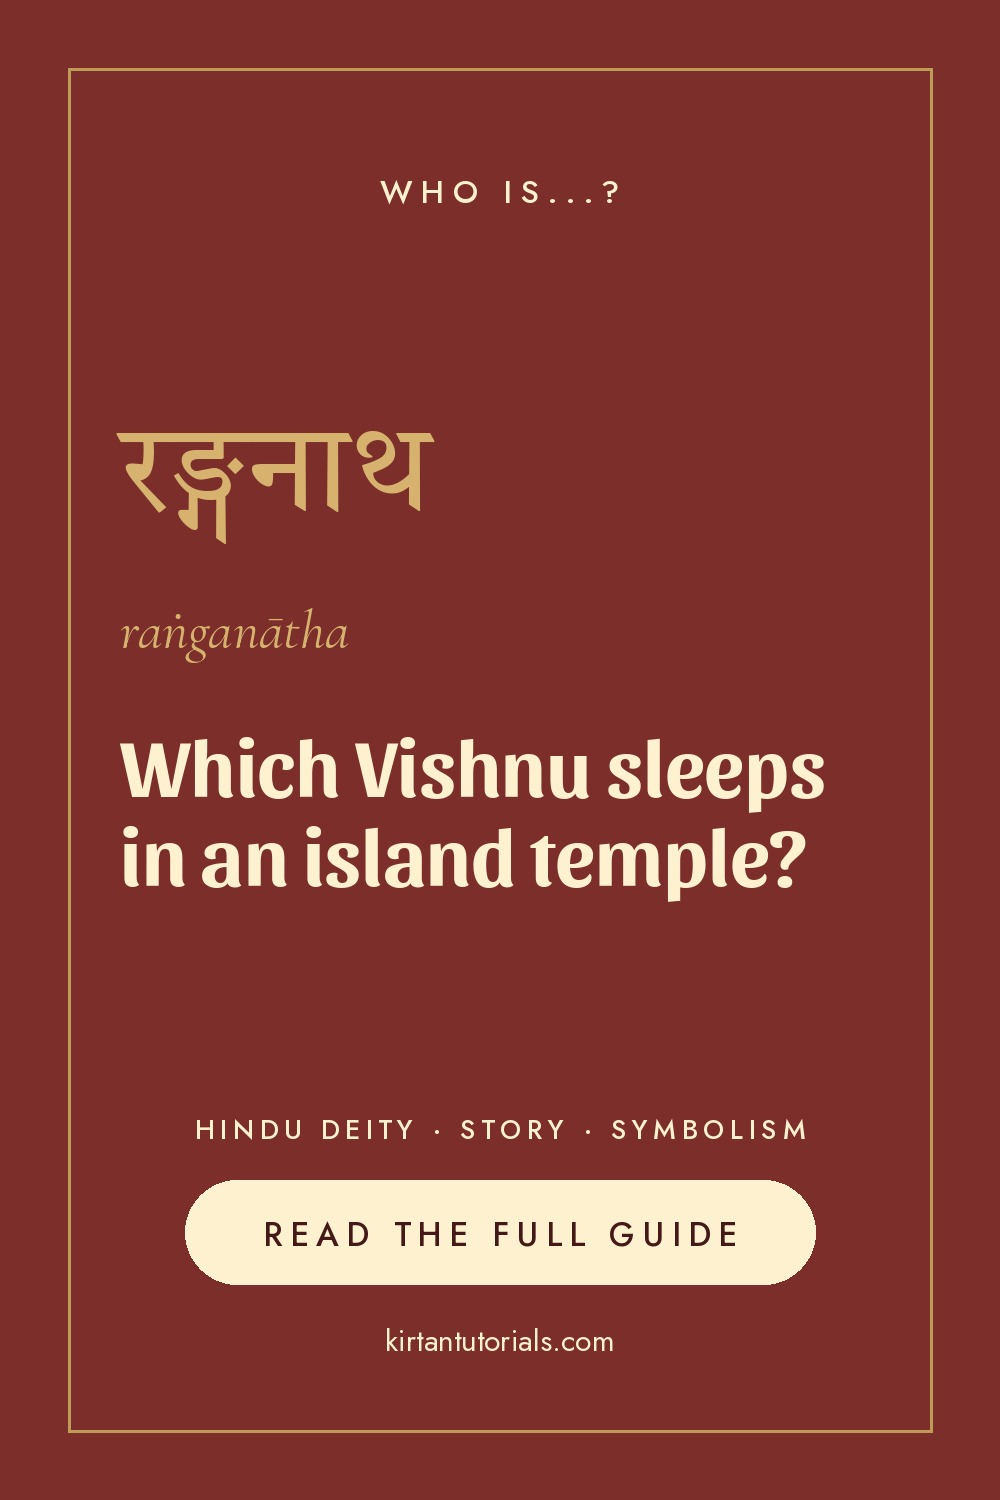 WHO IS...?
रङ्गनाथ
raṅganātha
Which Vishnu sleeps
in an island temple?
HINDU DEITY · STORY · SYMBOLISM
READ THE FULL GUIDE
kirtantutorials.com